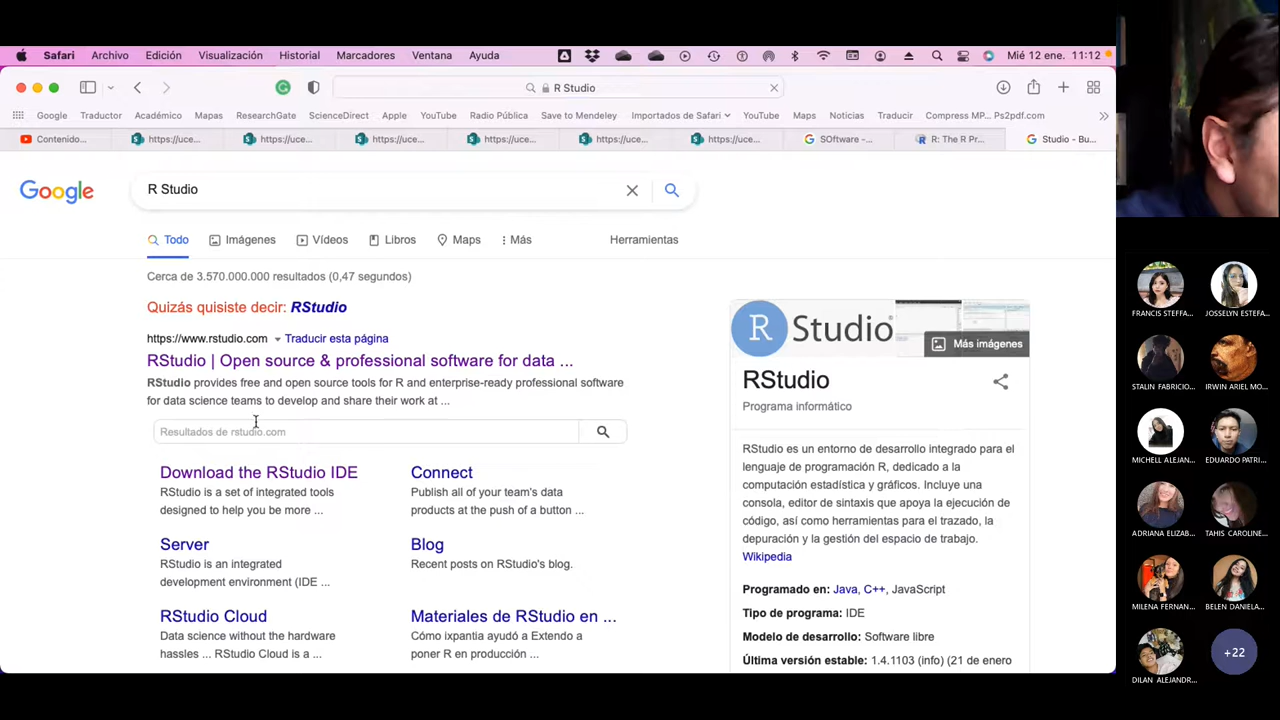 Safari Archivo Edición Visualización Historial Marcadores Ventana Ayuda Mié 12 ene. 11:12
R Studio
Google Traductor Académico Mapas ResearchGate ScienceDirect Apple YouTube Radio Pública Save to Mendeley Importados de Safari YouTube Maps Noticias Traducir Compress MP... Ps2pdf.com
Contenido... https://uce... https://uce... https://uce... https://uce... https://uce... https://uce... SOftware -... R: The R Pr... Studio - Bu...
Google
R Studio
Todo Imágenes Vídeos Libros Maps Más Herramientas
Cerca de 3.570.000.000 resultados (0,47 segundos)
Quizás quisiste decir: RStudio
https://www.rstudio.com Traducir esta página
RStudio | Open source & professional software for data ...
RStudio provides free and open source tools for R and enterprise-ready professional software
for data science teams to develop and share their work at ...
Resultados de rstudio.com
Download the RStudio IDE
RStudio is a set of integrated tools
designed to help you be more ...
Connect
Publish all of your team's data
products at the push of a button ...
Server
RStudio is an integrated
development environment (IDE ...
Blog
Recent posts on RStudio's blog.
RStudio Cloud
Data science without the hardware
hassles ... RStudio Cloud is a ...
Materiales de RStudio en ...
Cómo ixpantia ayudó a Extendo a
poner R en producción ...
R Studio
Más imágenes
RStudio
Programa informático
RStudio es un entorno de desarrollo integrado para el
lenguaje de programación R, dedicado a la
computación estadística y gráficos. Incluye una
consola, editor de sintaxis que apoya la ejecución de
código, así como herramientas para el trazado, la
depuración y la gestión del espacio de trabajo.
Wikipedia
Programado en: Java, C++, JavaScript
Tipo de programa: IDE
Modelo de desarrollo: Software libre
Última versión estable: 1.4.1103 (info) (21 de enero
FRANCIS STEFFA... JOSSELYN ESTEFA...
STALIN FABRICIO... IRWIN ARIEL MO...
MICHELL ALEJAN... EDUARDO PATRI...
ADRIANA ELIZAB... TAHIS CAROLINE...
MILENA FERNAN... BELEN DANIELA...
DILAN ALEJANDR... +22